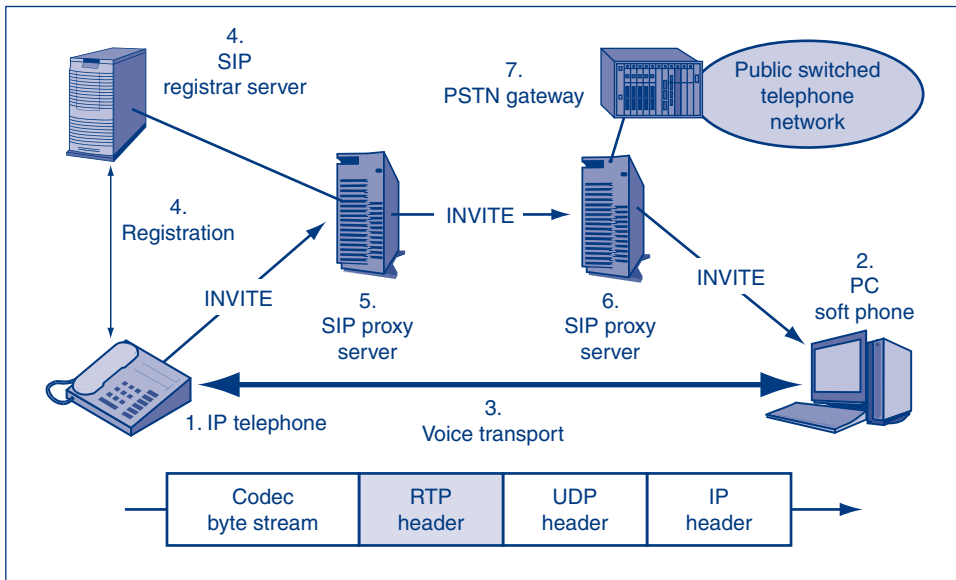 4.
SIP
registrar server
7.
PSTN gateway
Public switched
telephone
network
4.
Registration
INVITE
INVITE
INVITE
5.
SIP proxy
server
6.
SIP proxy
server
2.
PC
soft phone
1. IP telephone
3.
Voice transport
Codec
byte stream
RTP
header
UDP
header
IP
header